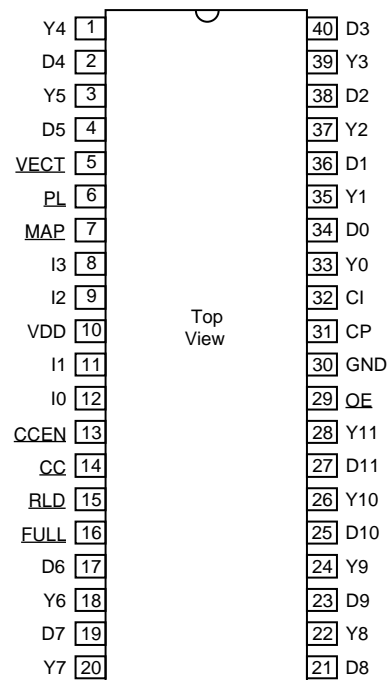 Y4 1 40 D3
D4 2 39 Y3
Y5 3 38 D2
D5 4 37 Y2
VECT 5 36 D1
PL 6 35 Y1
MAP 7 34 D0
I3 8 33 Y0
I2 9 32 CI
Top
VDD 10 31 CP
View
I1 11 30 GND
I0 12 29 OE
CCEN 13 28 Y11
CC 14 27 D11
RLD 15 26 Y10
FULL 16 25 D10
D6 17 24 Y9
Y6 18 23 D9
D7 19 22 Y8
Y7 20 21 D8